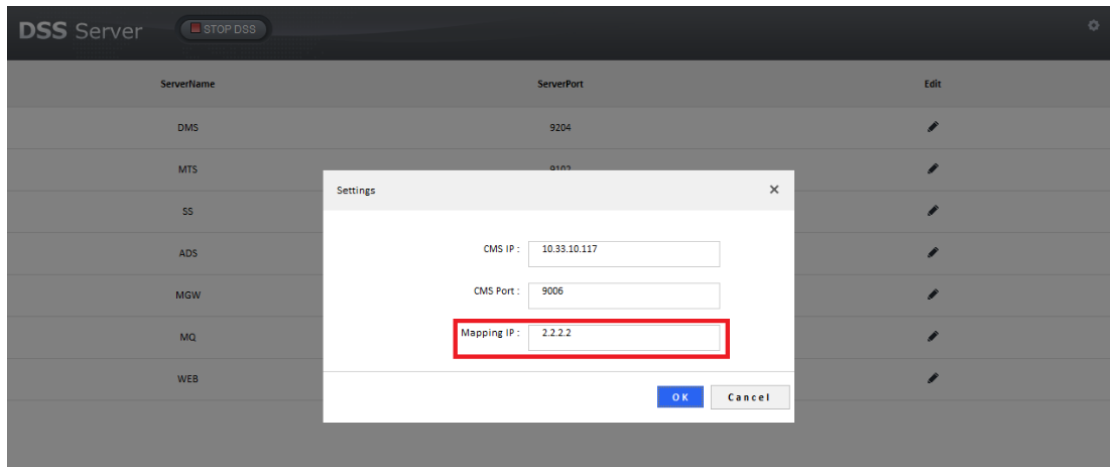 DSS Server STOP DSS
ServerName ServerPort Edit
DMS 9204
MTS 9102
SS
ADS
MGW
MQ
WEB
Settings
CMS IP : 10.33.10.117
CMS Port : 9006
Mapping IP : 2.2.2.2
OK Cancel